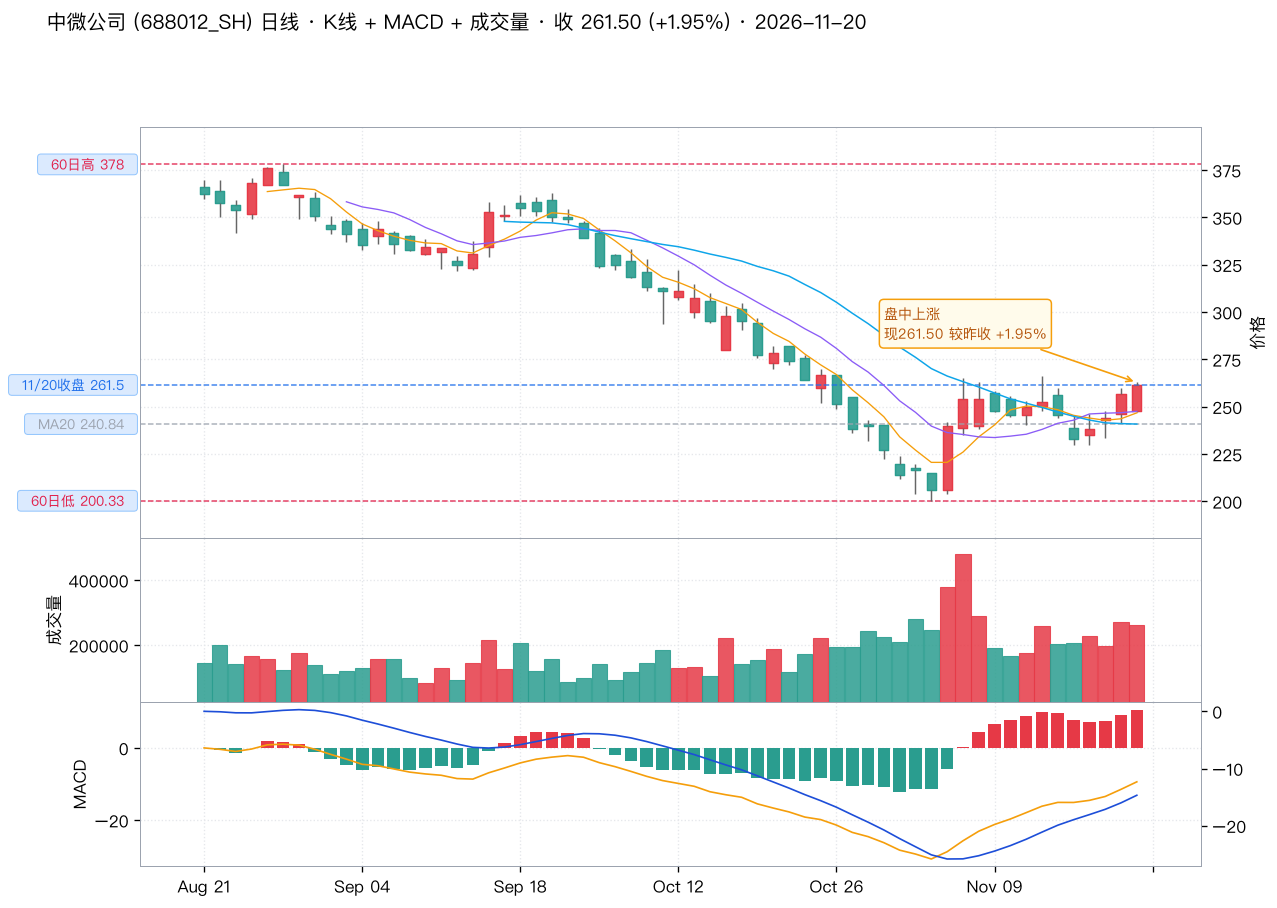 中微公司 (688012_SH) 日线 · K线 + MACD + 成交量 · 收 261.50 (+1.95%) · 2026−11−20
60日高 378
11/20收盘 261.5
MA20 240.84
60日低 200.33
盘中上涨
现261.50 较昨收 +1.95%
375
350
325
300
275
250
225
200
价格
400000
200000
成交量
0
−20
MACD
0
−10
−20
Aug 21
Sep 04
Sep 18
Oct 12
Oct 26
Nov 09